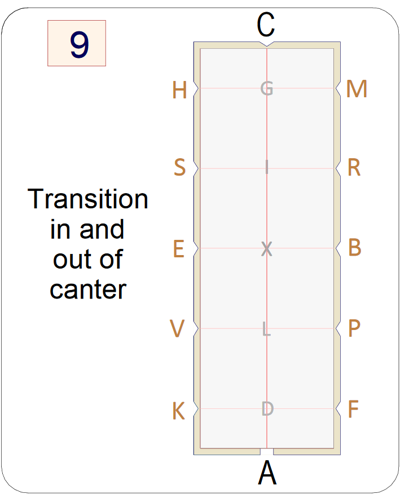 9
C
H G M
S I R
Transition
in and
out of
canter
E X B
V L P
K D F
A